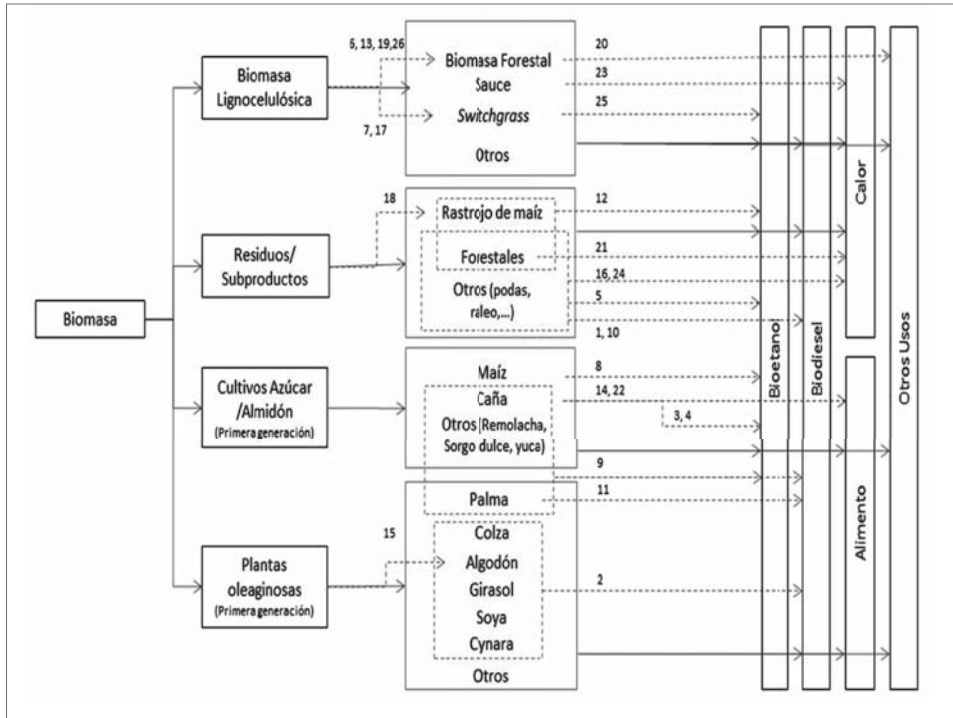 6, 13, 19,26
20
Biomasa Forestal
Biomasa
Lignocelulósica
Sauce
23
25
Switchgrass
7, 17
Otros
18
12
Rastrojo de maíz
Residuos/
Subproductos
Forestales
21
16, 24
Otros (podas,
raleo,...)
5
1, 10
Biomasa
Maíz
8
Cultivos Azúcar
/Almidón
(Primera generación)
Caña
14, 22
3, 4
Otros (Remolacha,
Sorgo dulce, yuca)
9
Palma
11
15
Colza
Plantas
oleaginosas
(Primera generación)
Algodón
Girasol
2
Soya
Cynara
Otros
Bioetanol
Biodiesel
Calor
Alimento
Otros Usos